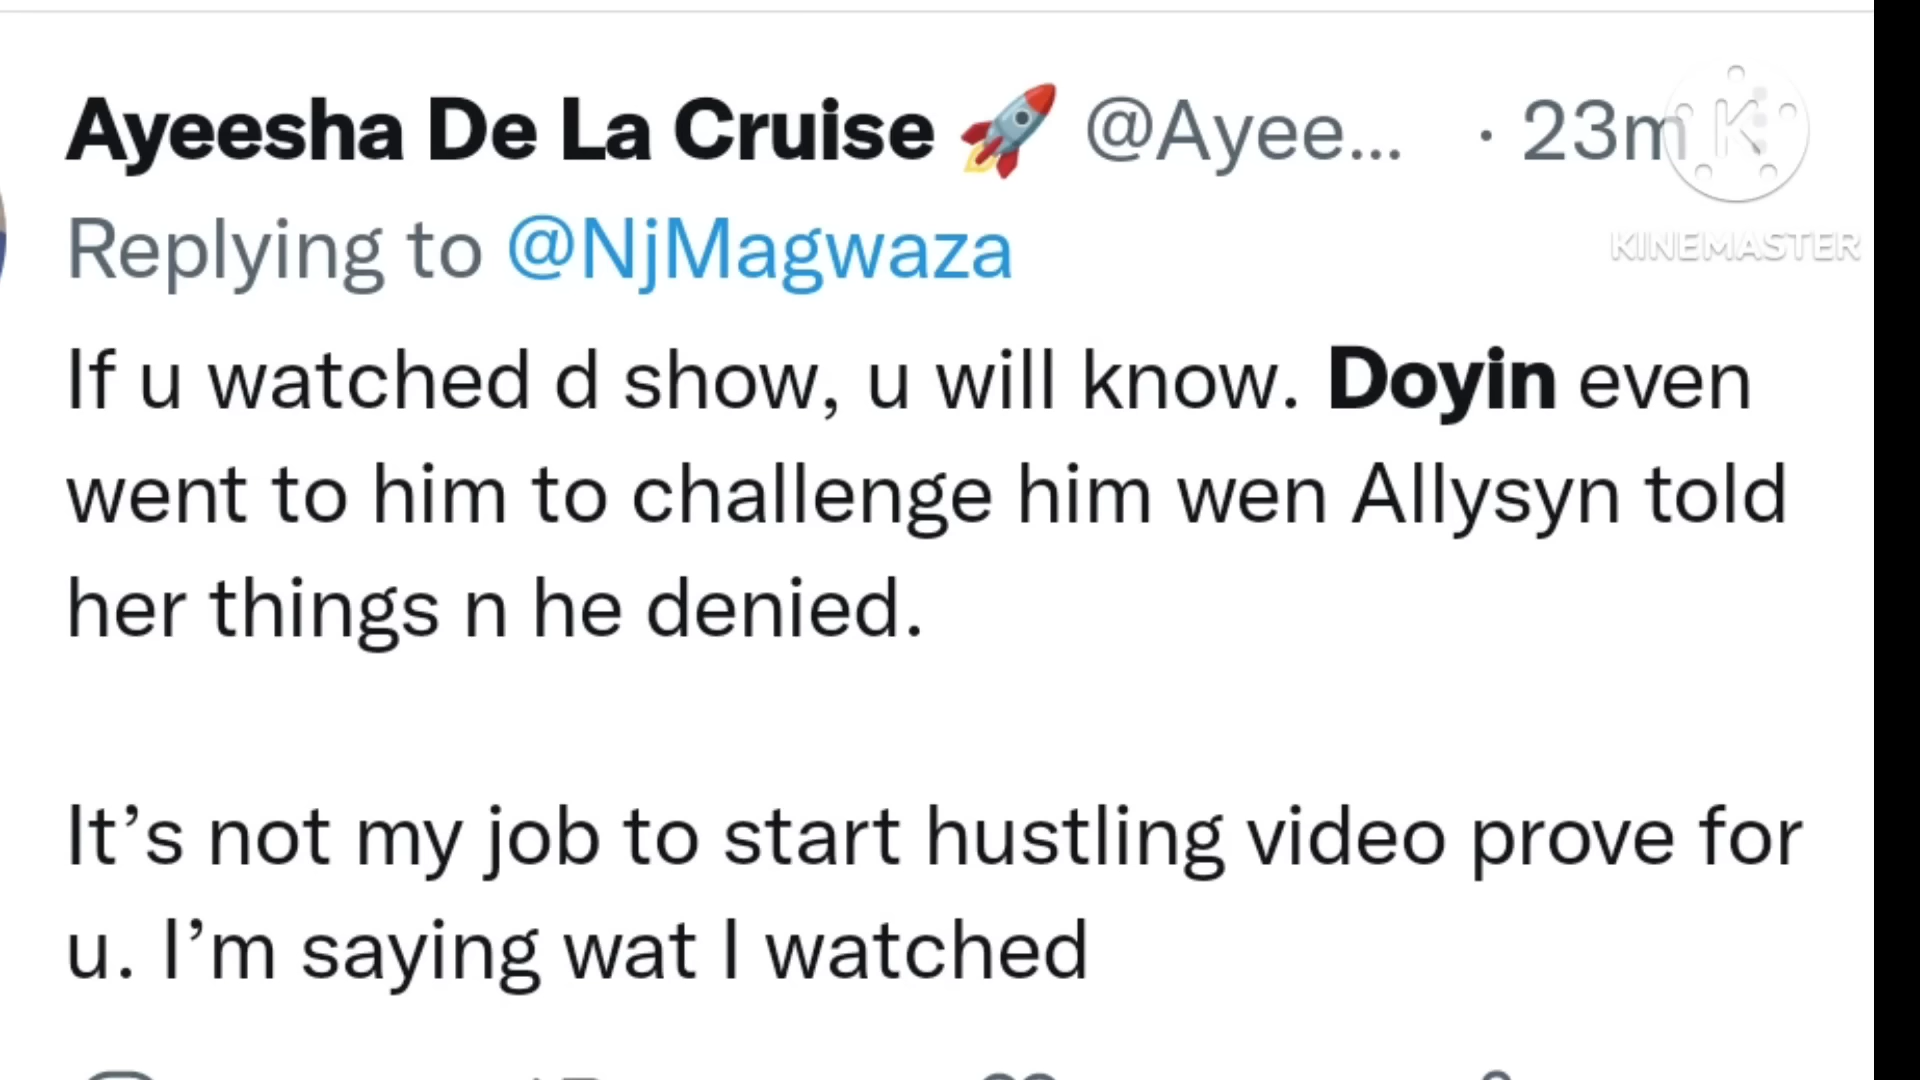 Ayeesha De La Cruise 🚀 @Ayee... · 23m
KINEMASTER
Replying to @NjMagwaza
If u watched d show, u will know. Doyin even
went to him to challenge him wen Allysyn told
her things n he denied.
It’s not my job to start hustling video prove for
u. I’m saying wat I watched